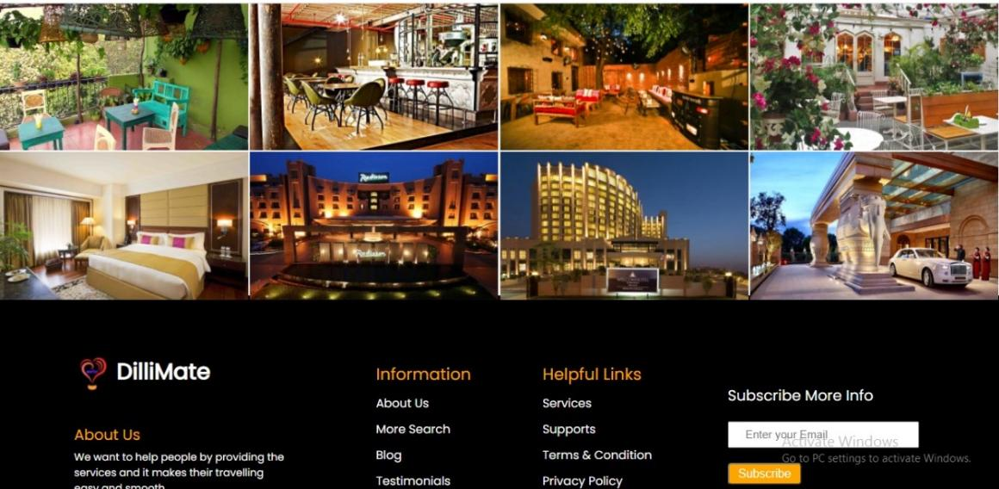 Radisson
Radisson
WELCOMHOTEL
DilliMate
About Us
We want to help people by providing the
services and it makes their travelling
easy and smooth
Information
About Us
More Search
Blog
Testimonials
Helpful Links
Services
Supports
Terms & Condition
Privacy Policy
Subscribe More Info
Enter your Email
Subscribe
Activate Windows
Go to PC settings to activate Windows.